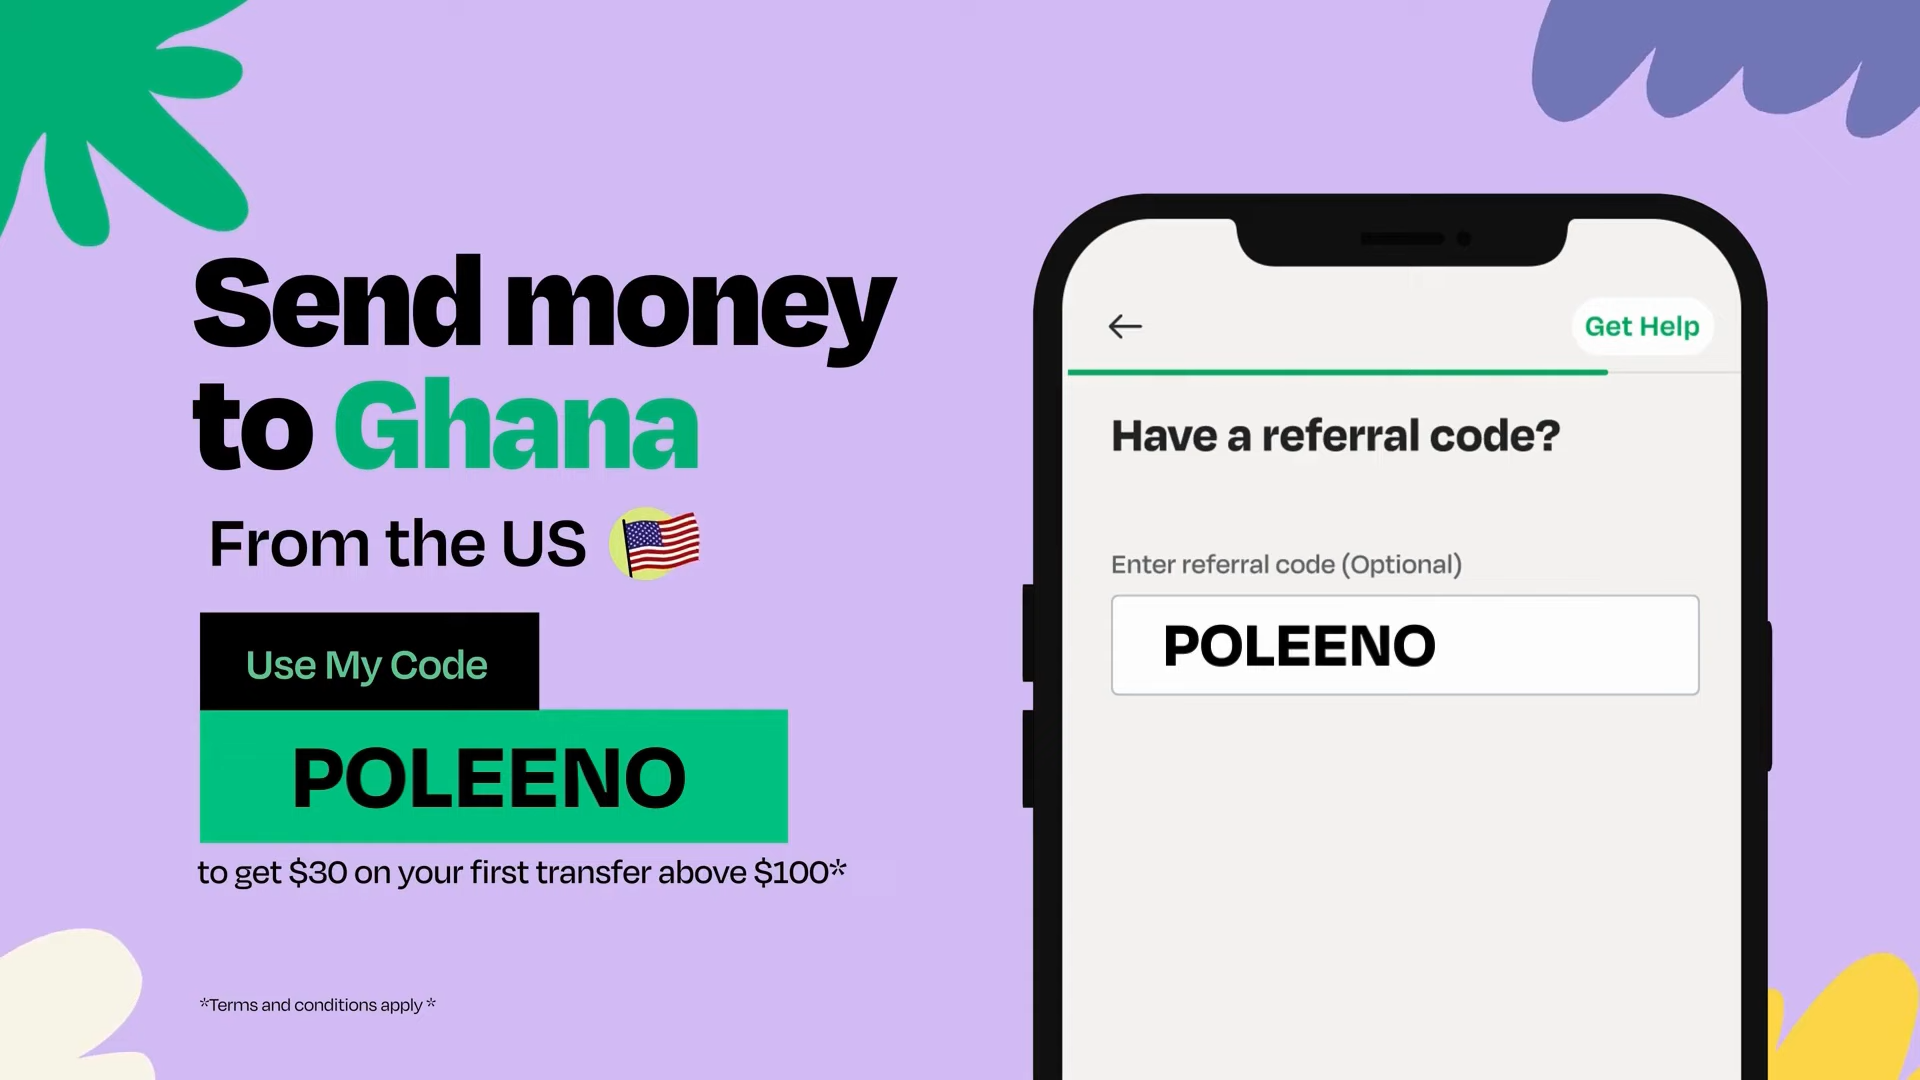 Send money
to Ghana
From the US
Use My Code
POLEENO
to get $30 on your first transfer above $100*
*Terms and conditions apply *
Get Help
Have a referral code?
Enter referral code (Optional)
POLEENO